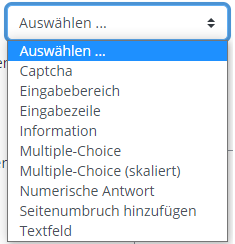 Auswählen ...
Auswählen ...
Captcha
Eingabebereich
Eingabezeile
Information
Multiple-Choice
Multiple-Choice (skaliert)
Numerische Antwort
Seitenumbruch hinzufügen
Textfeld